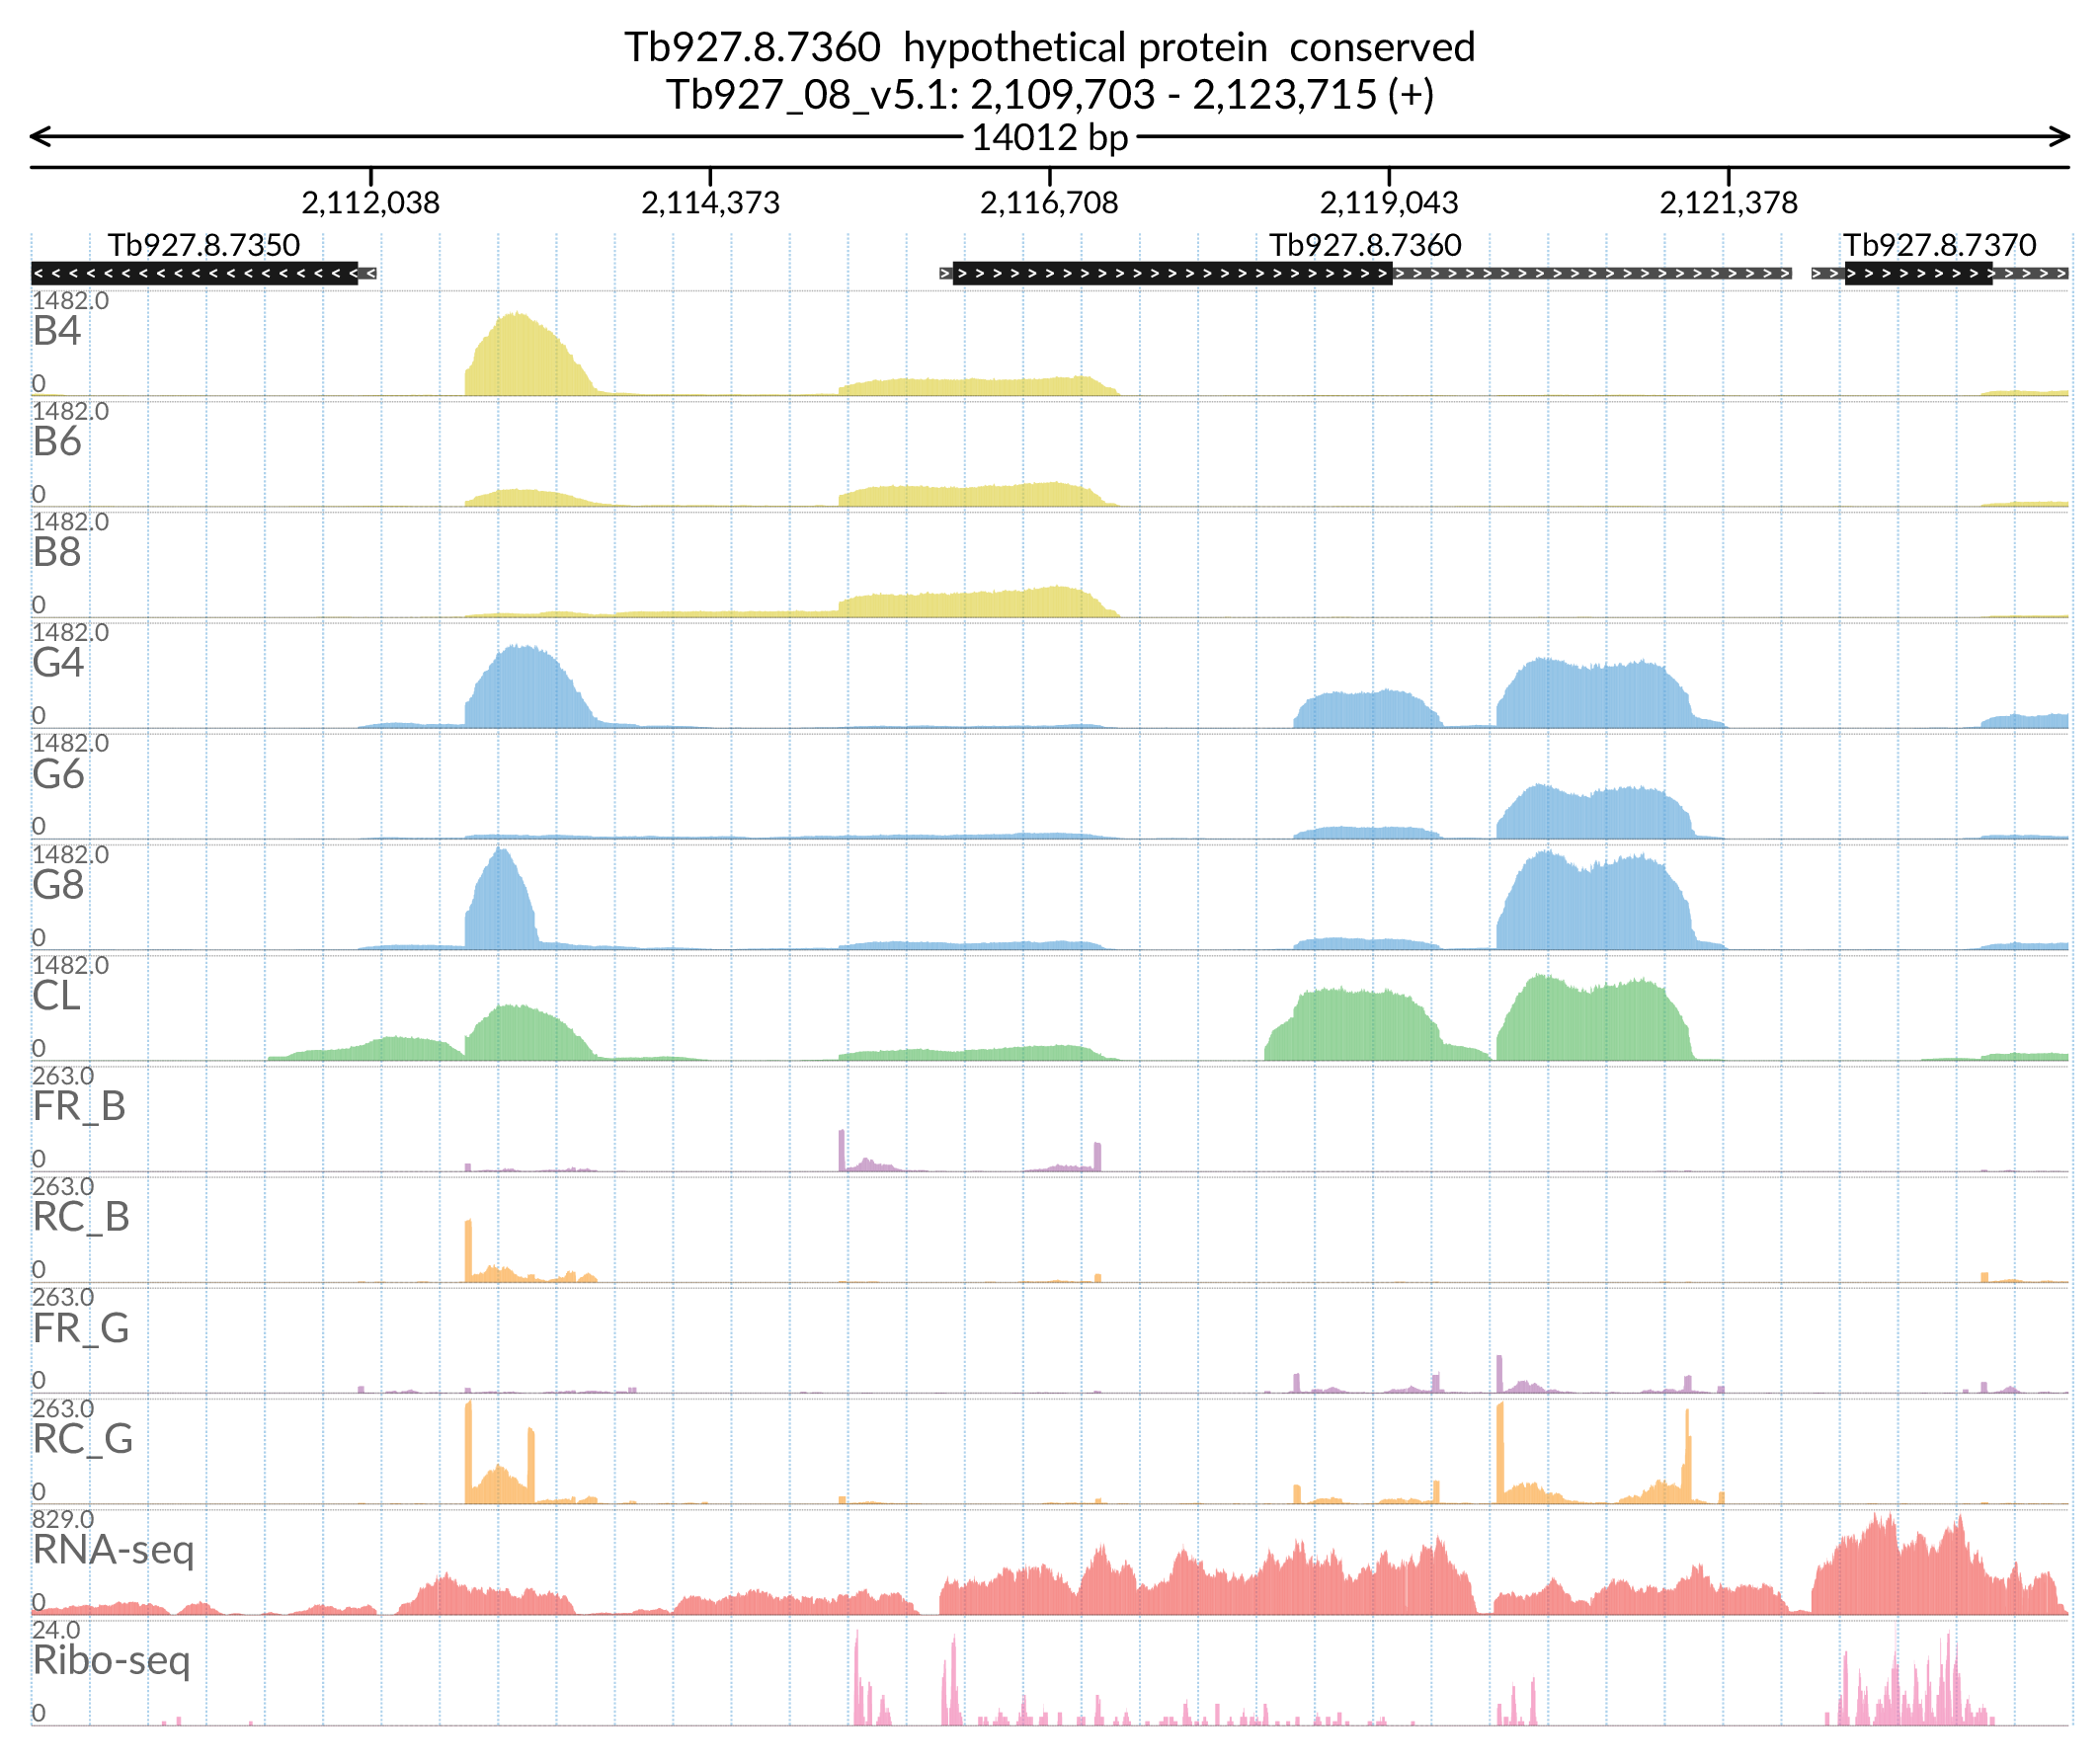 Tb927.8.7360 hypothetical protein conserved
Tb927_08_v5.1: 2,109,703 - 2,123,715 (+)
14012 bp
2,112,038 2,114,373 2,116,708 2,119,043 2,121,378
Tb927.8.7350 Tb927.8.7360 Tb927.8.7370
1482.0
B4
0
1482.0
B6
0
1482.0
B8
0
1482.0
G4
0
1482.0
G6
0
1482.0
G8
0
1482.0
CL
0
263.0
FR_B
0
263.0
RC_B
0
263.0
FR_G
0
263.0
RC_G
0
829.0
RNA-seq
0
24.0
Ribo-seq
0